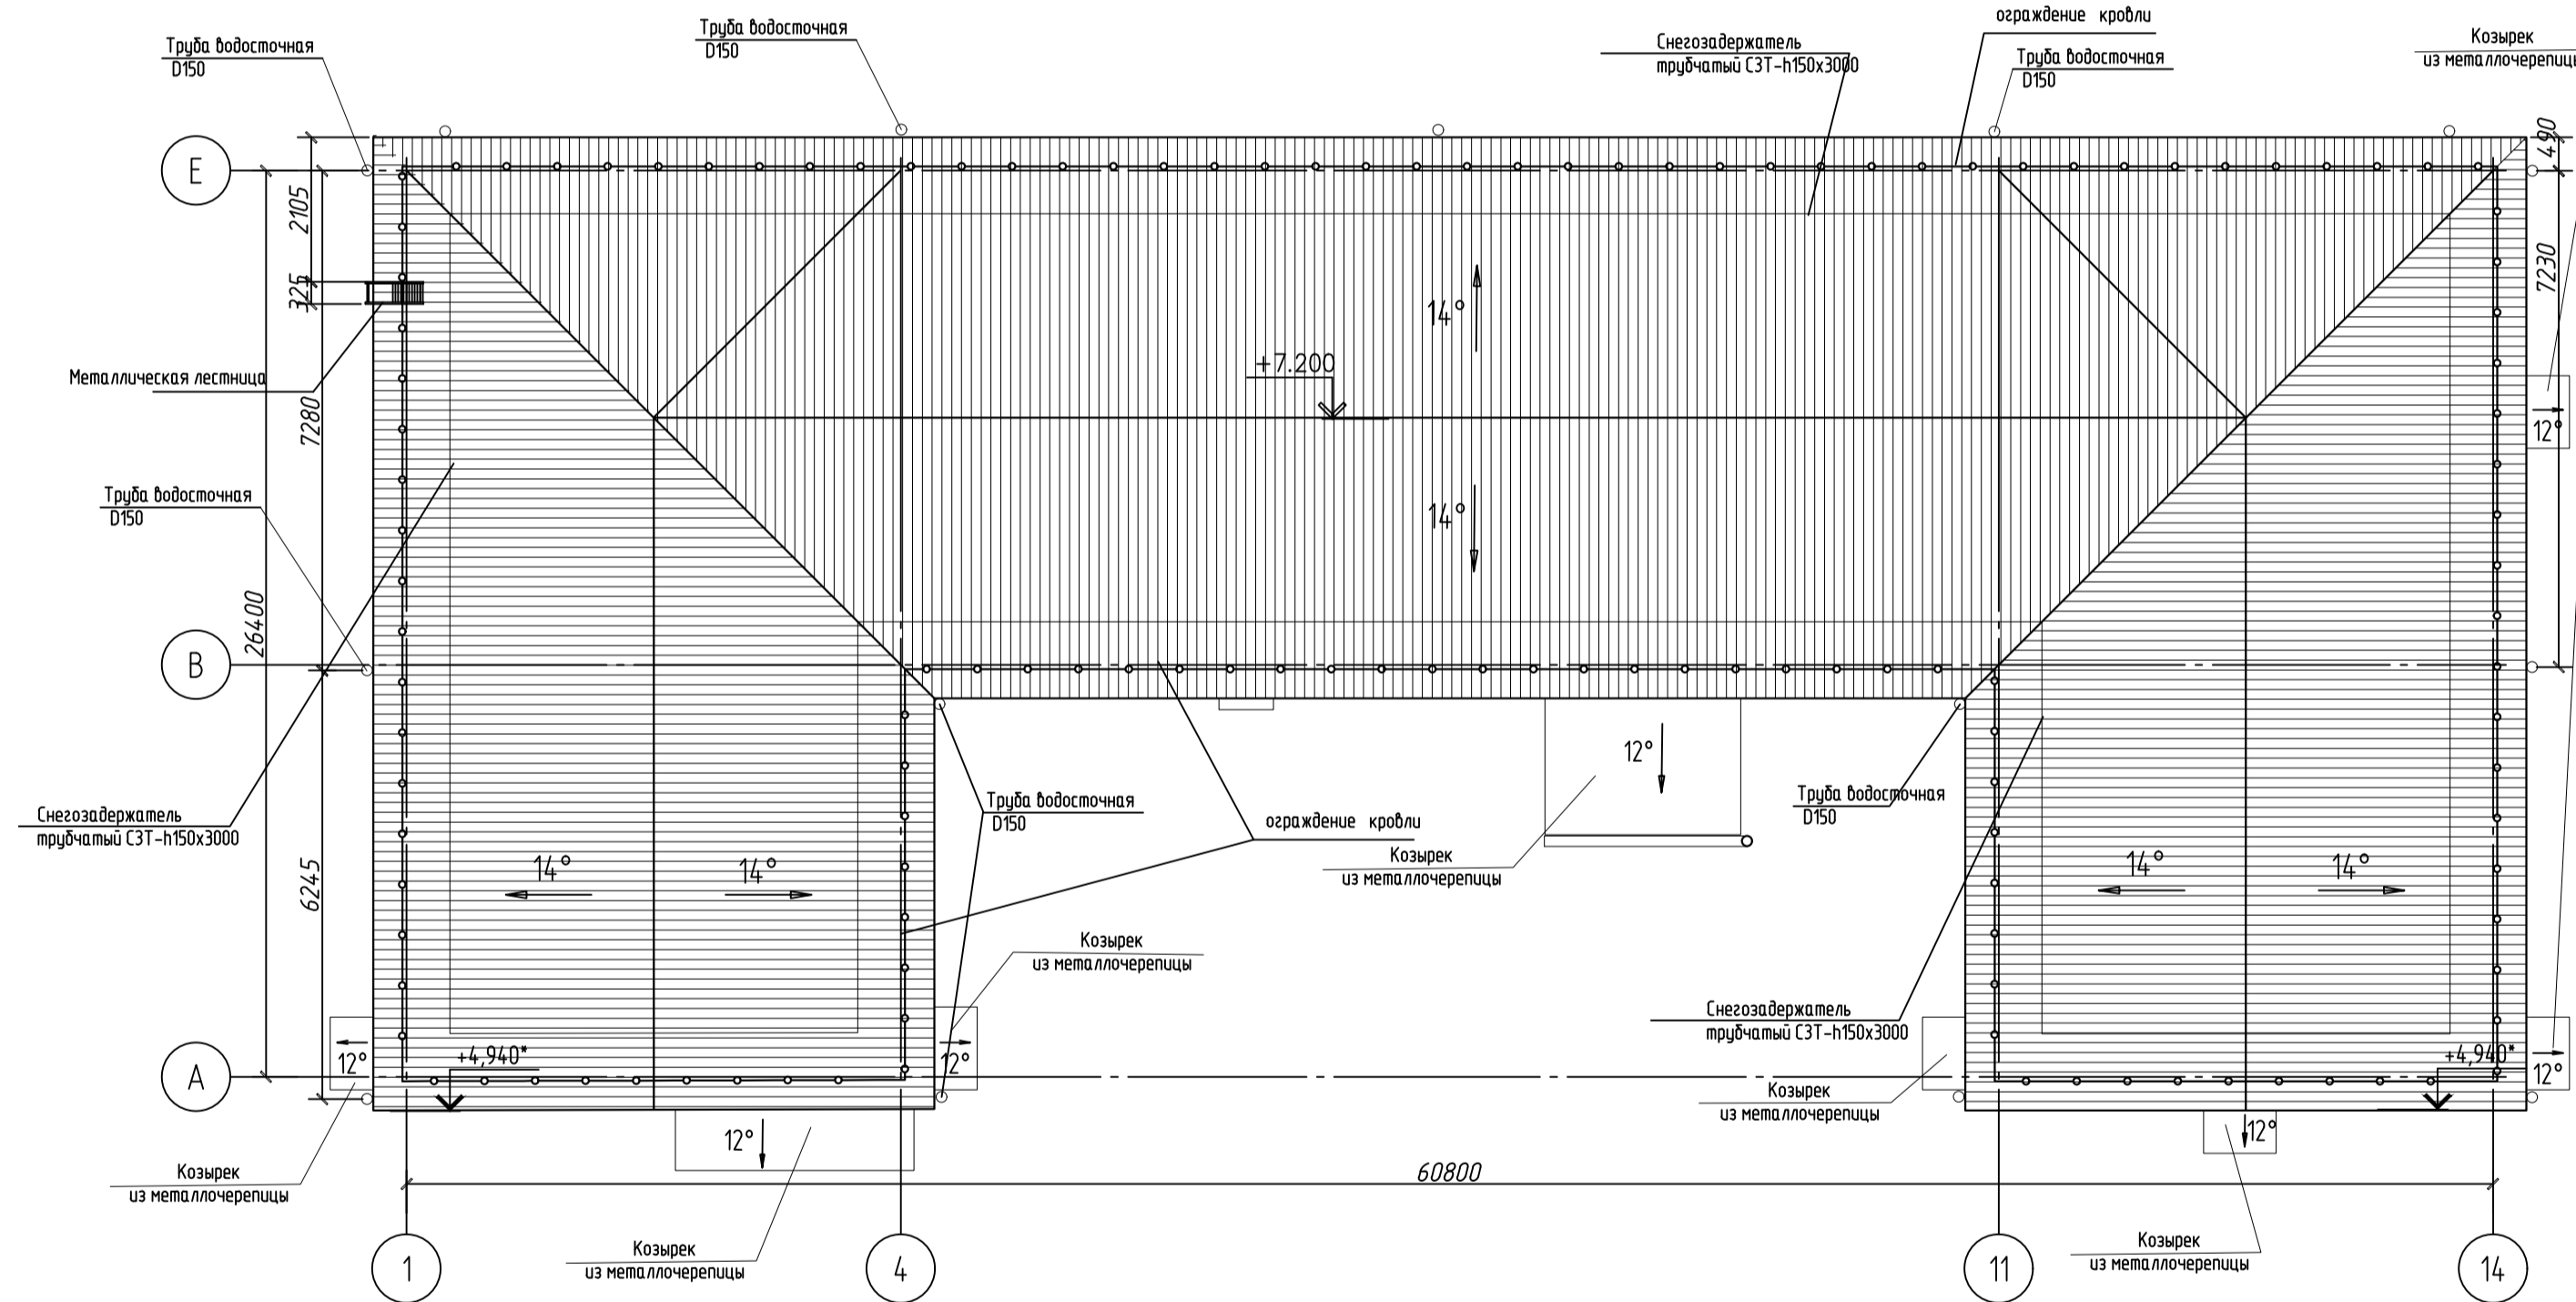 ограждение кровли
Труба водосточная
D150
Труба водосточная
D150
Снегозадержатель
трубчатый СЗТ-h150х3000
Труба водосточная
D150
Козырек
из металлочерепицы
Е
490
2105
325
7280
7230
26400
14°
+7.200
Металлическая лестница
12°
Труба водосточная
D150
14°
В
12°
Снегозадержатель
трубчатый СЗТ-h150х3000
Труба водосточная
D150
ограждение кровли
Козырек
из металлочерепицы
Труба водосточная
D150
6245
14°
14°
14°
14°
Козырек
из металлочерепицы
Снегозадержатель
трубчатый СЗТ-h150х3000
А
12°
+4,940*
12°
+4,940*
12°
Козырек
из металлочерепицы
12°
12°
Козырек
из металлочерепицы
60800
Козырек
из металлочерепицы
Козырек
из металлочерепицы
1
4
11
14